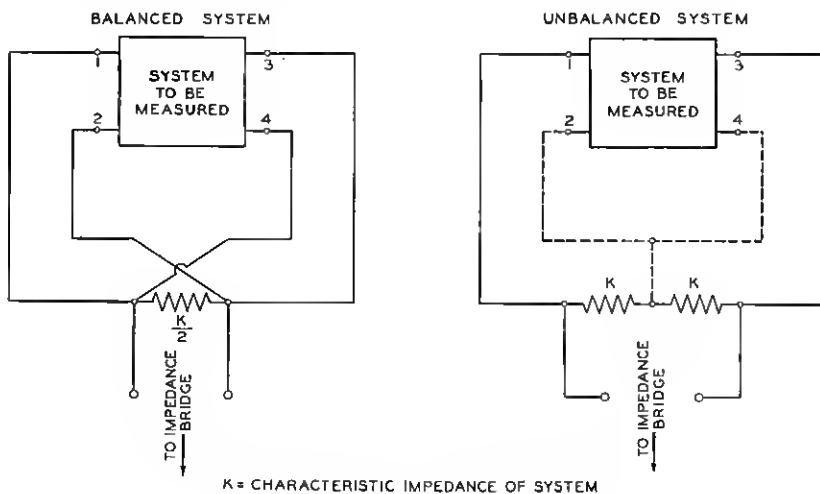 BALANCED SYSTEM
1
3
SYSTEM
TO BE
MEASURED
2
4
K
2
TO IMPEDANCE
BRIDGE
UNBALANCED SYSTEM
1
3
SYSTEM
TO BE
MEASURED
2
4
K
K
TO IMPEDANCE
BRIDGE
K= CHARACTERISTIC IMPEDANCE OF SYSTEM